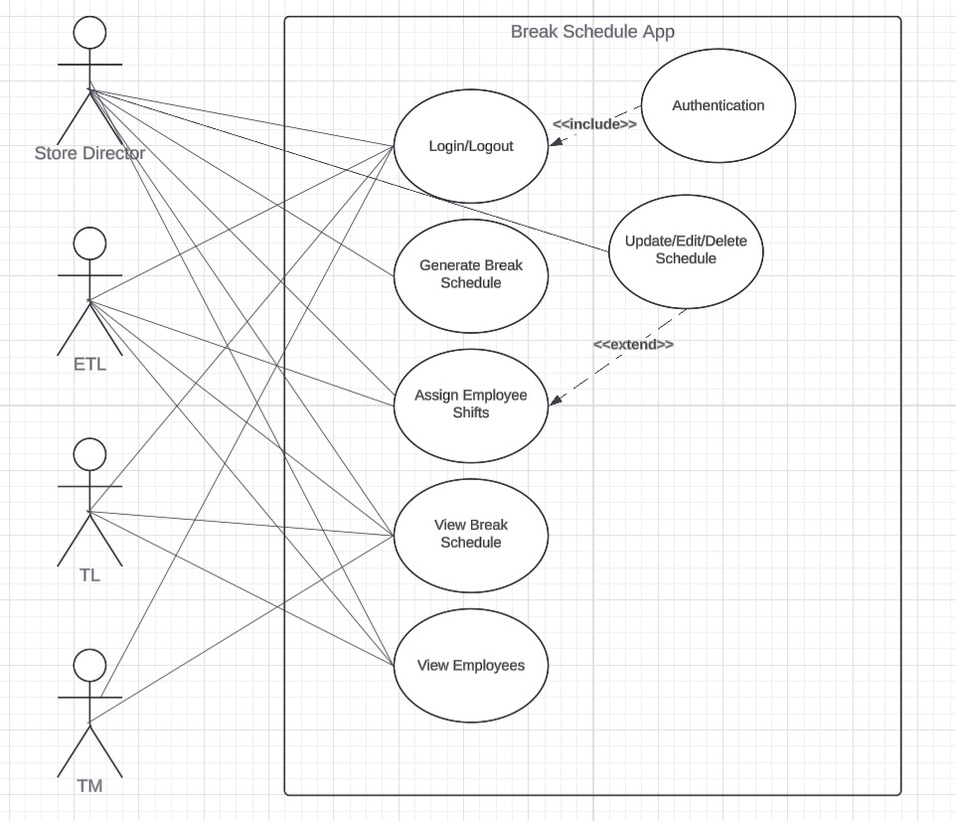 Break Schedule App
Authentication
<<include>>
Login/Logout
Store Director
Update/Edit/Delete
Schedule
Generate Break
Schedule
<<extend>>
ETL
Assign Employee
Shifts
View Break
Schedule
TL
View Employees
TM